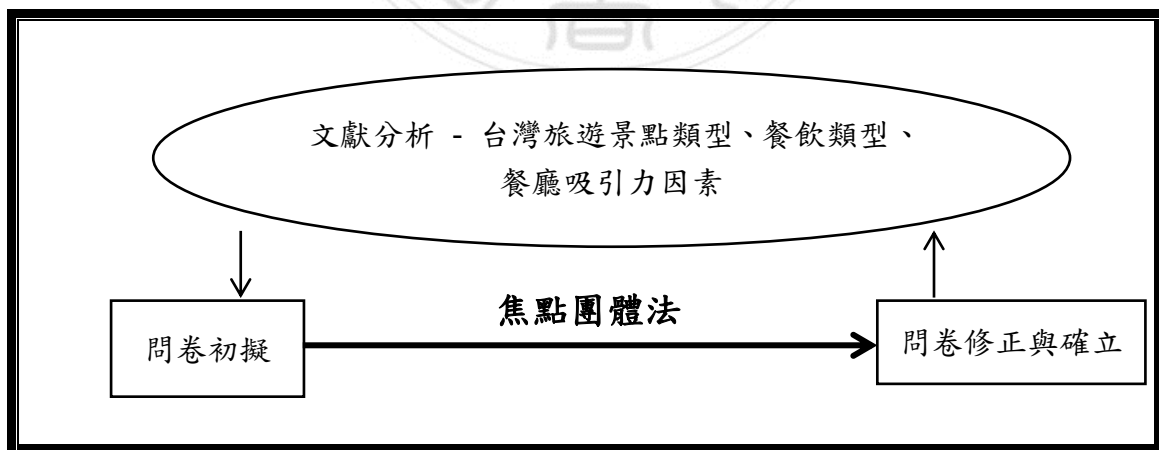 文獻分析 - 台灣旅遊景點類型、餐飲類型、
餐廳吸引力因素
焦點團體法
問卷初擬
問卷修正與確立